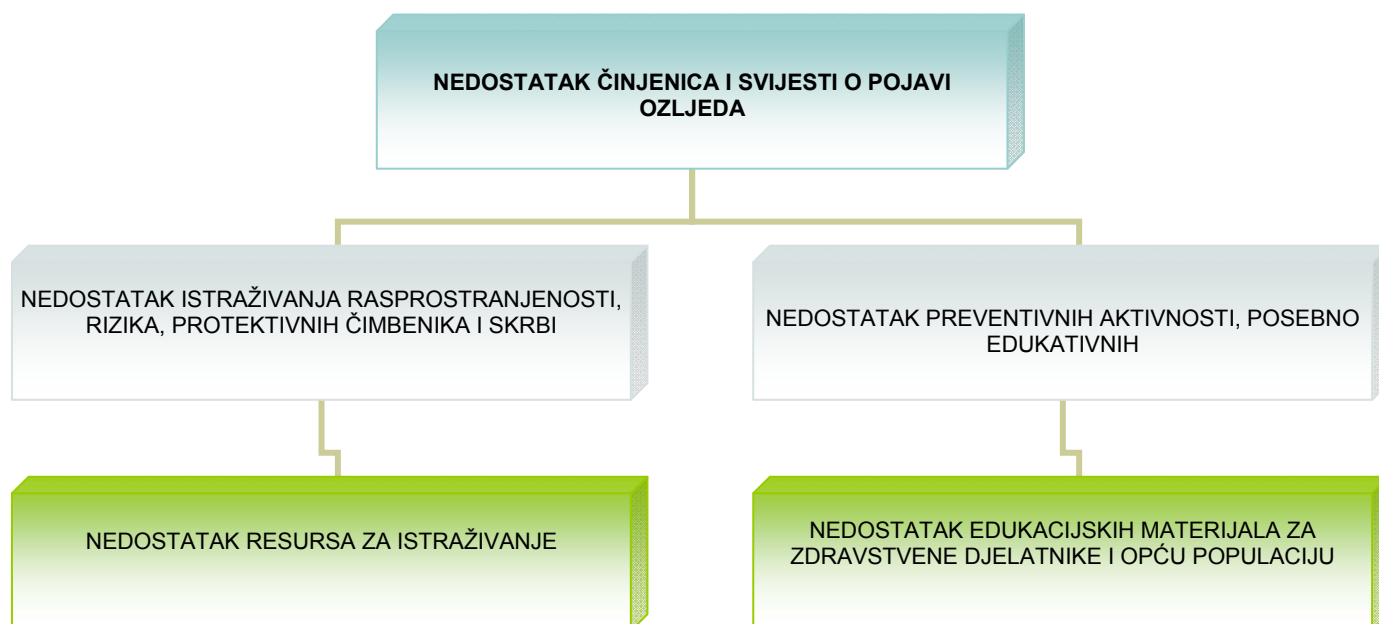 NEDOSTATAK ČINJENICA I SVIJESTI O POJAVI
OZLJEDA
NEDOSTATAK ISTRAŽIVANJA RASPROSTRANJENOSTI,
RIZIKA, PROTEKTIVNIH ČIMBENIKA I SKRBI
NEDOSTATAK PREVENTIVNIH AKTIVNOSTI, POSEBNO
EDUKATIVNIH
NEDOSTATAK RESURSA ZA ISTRAŽIVANJE
NEDOSTATAK EDUKACIJSKIH MATERIJALA ZA
ZDRAVSTVENE DJELATNIKE I OPĆU POPULACIJU